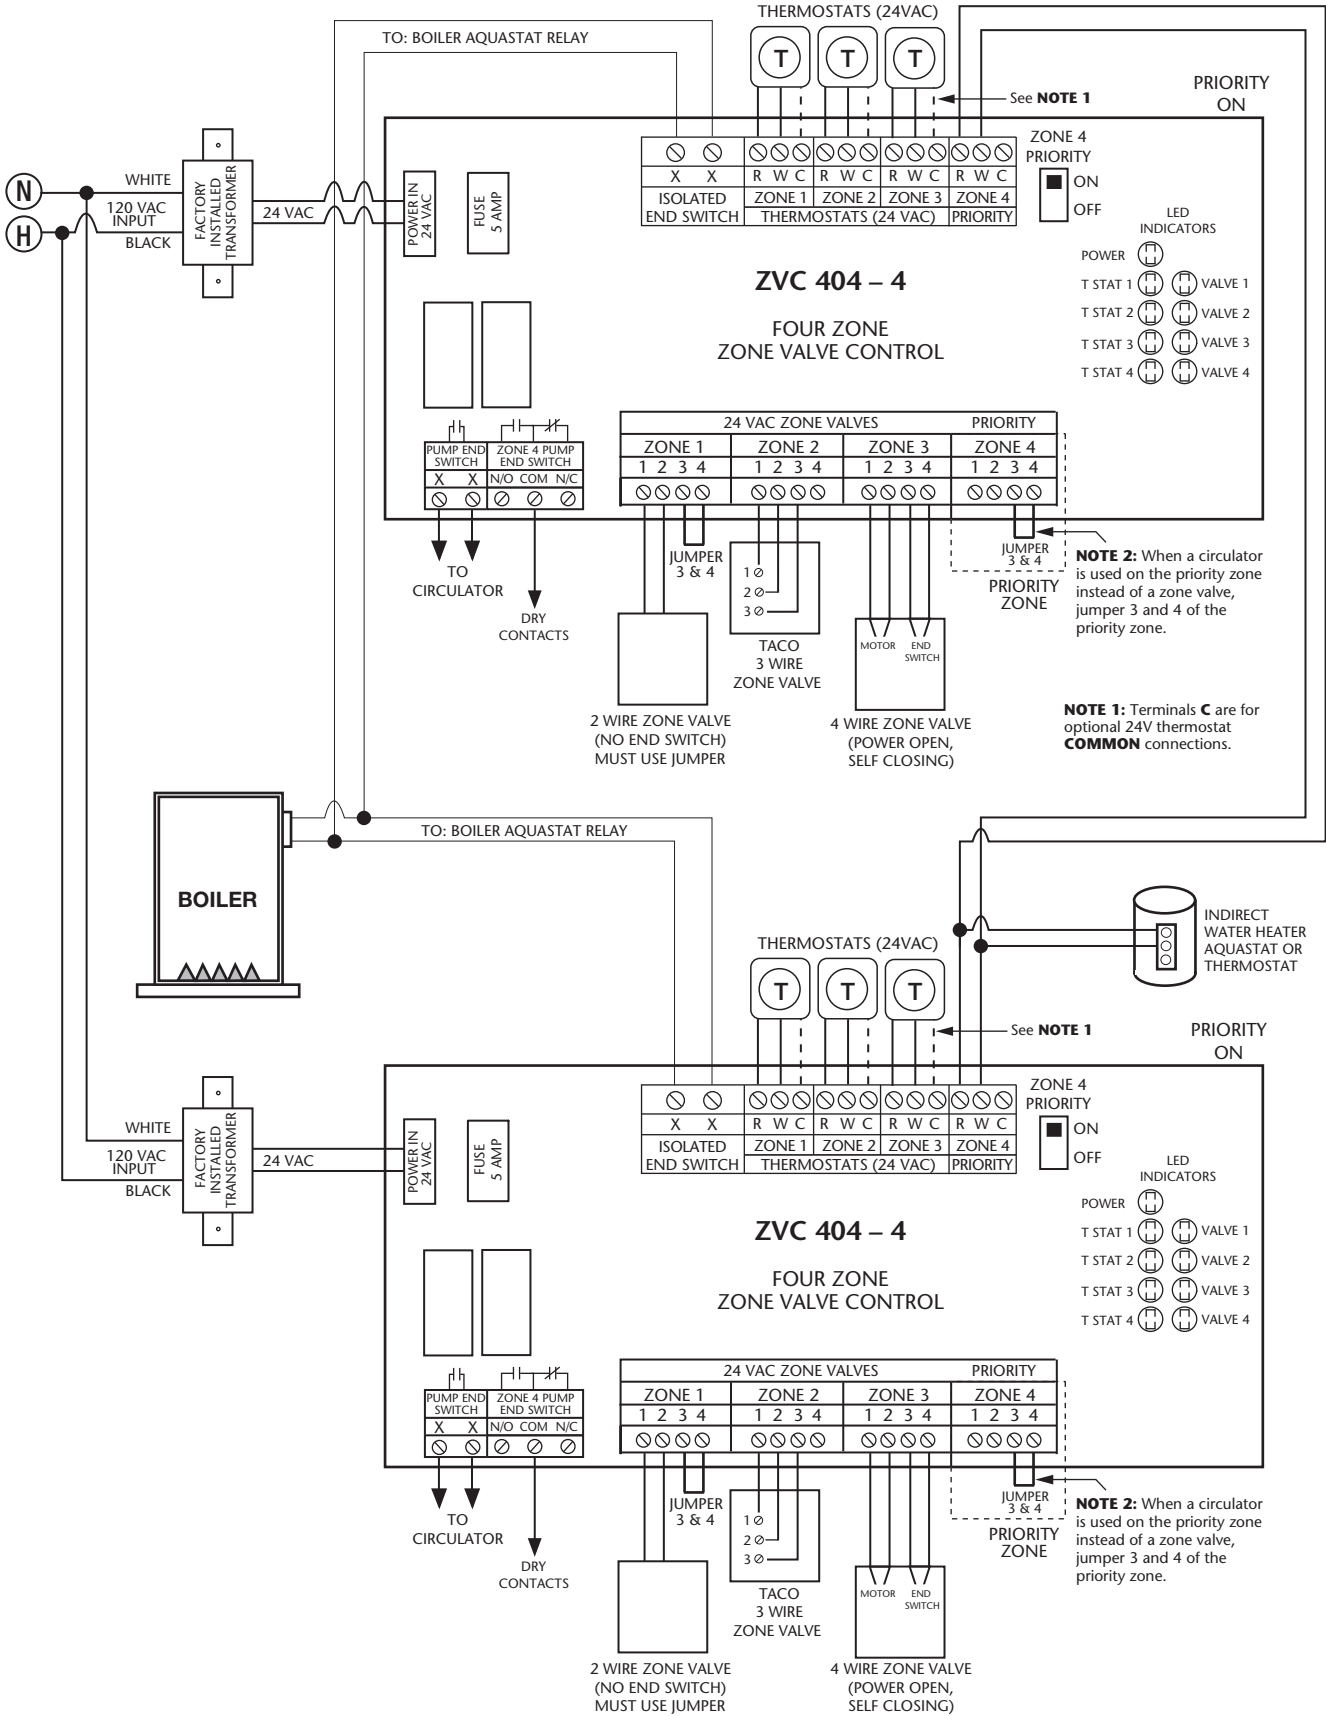 THERMOSTATS (24VAC)
TO: BOILER AQUASTAT RELAY
T T T
See NOTE 1
PRIORITY
ON
N
H
WHITE
120 VAC
INPUT
BLACK
FACTORY
INSTALLED
TRANSFORMER
24 VAC
POWER IN
24 VAC
FUSE
5 AMP
X X
ISOLATED
END SWITCH
R W C R W C R W C R W C
ZONE 1 ZONE 2 ZONE 3 ZONE 4
THERMOSTATS (24 VAC) PRIORITY
ZONE 4
PRIORITY
ON
OFF
LED
INDICATORS
POWER
T STAT 1 VALVE 1
T STAT 2 VALVE 2
T STAT 3 VALVE 3
T STAT 4 VALVE 4
ZVC 404 – 4
FOUR ZONE
ZONE VALVE CONTROL
PUMP END
SWITCH
X X
ZONE 4 PUMP
END SWITCH
N/O COM N/C
24 VAC ZONE VALVES PRIORITY
ZONE 1 ZONE 2 ZONE 3 ZONE 4
1 2 3 4 1 2 3 4 1 2 3 4 1 2 3 4
TO
CIRCULATOR
DRY
CONTACTS
JUMPER
3 & 4
1
2
3
TACO
3 WIRE
ZONE VALVE
MOTOR
END
SWITCH
JUMPER
3 & 4
PRIORITY
ZONE
NOTE 2: When a circulator
is used on the priority zone
instead of a zone valve,
jumper 3 and 4 of the
priority zone.
2 WIRE ZONE VALVE
(NO END SWITCH)
MUST USE JUMPER
4 WIRE ZONE VALVE
(POWER OPEN,
SELF CLOSING)
NOTE 1: Terminals C are for
optional 24V thermostat
COMMON connections.
BOILER
TO: BOILER AQUASTAT RELAY
INDIRECT
WATER HEATER
AQUASTAT OR
THERMOSTAT
THERMOSTATS (24VAC)
T T T
See NOTE 1
PRIORITY
ON
WHITE
120 VAC
INPUT
BLACK
FACTORY
INSTALLED
TRANSFORMER
24 VAC
POWER IN
24 VAC
FUSE
5 AMP
X X
ISOLATED
END SWITCH
R W C R W C R W C R W C
ZONE 1 ZONE 2 ZONE 3 ZONE 4
THERMOSTATS (24 VAC) PRIORITY
ZONE 4
PRIORITY
ON
OFF
LED
INDICATORS
POWER
T STAT 1 VALVE 1
T STAT 2 VALVE 2
T STAT 3 VALVE 3
T STAT 4 VALVE 4
ZVC 404 – 4
FOUR ZONE
ZONE VALVE CONTROL
PUMP END
SWITCH
X X
ZONE 4 PUMP
END SWITCH
N/O COM N/C
24 VAC ZONE VALVES PRIORITY
ZONE 1 ZONE 2 ZONE 3 ZONE 4
1 2 3 4 1 2 3 4 1 2 3 4 1 2 3 4
TO
CIRCULATOR
DRY
CONTACTS
JUMPER
3 & 4
1
2
3
TACO
3 WIRE
ZONE VALVE
MOTOR
END
SWITCH
JUMPER
3 & 4
PRIORITY
ZONE
NOTE 2: When a circulator
is used on the priority zone
instead of a zone valve,
jumper 3 and 4 of the
priority zone.
2 WIRE ZONE VALVE
(NO END SWITCH)
MUST USE JUMPER
4 WIRE ZONE VALVE
(POWER OPEN,
SELF CLOSING)